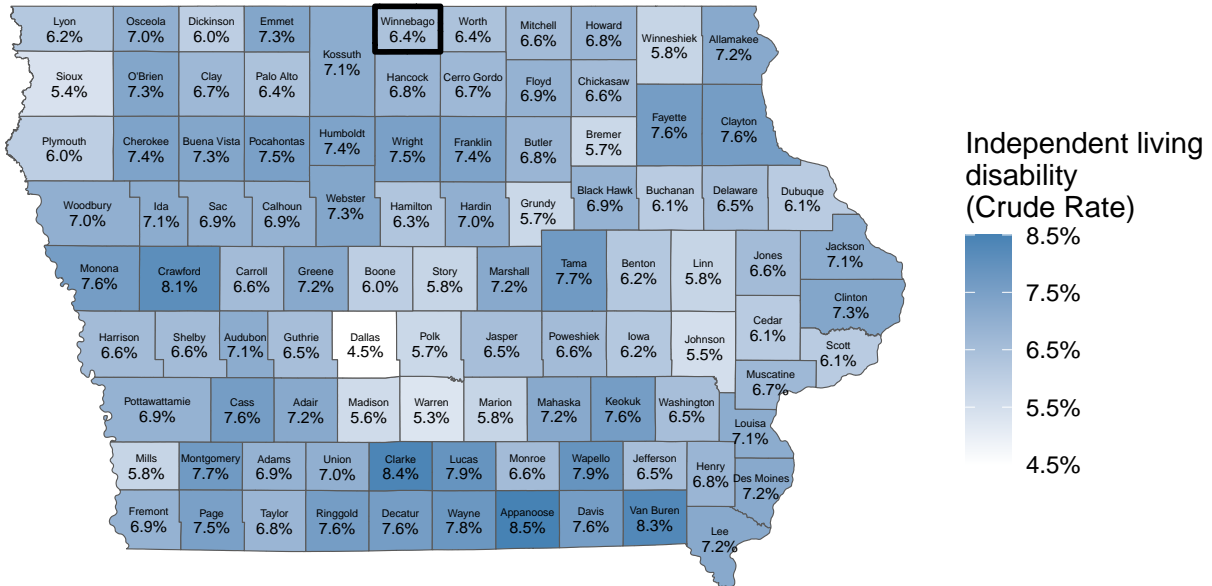 Lyon
6.2%
Osceola
7.0%
Dickinson
6.0%
Emmet
7.3%
Kossuth
7.1%
Winnebago
6.4%
Worth
6.4%
Mitchell
6.6%
Howard
6.8%
Winneshiek
5.8%
Allamakee
7.2%
Sioux
5.4%
O'Brien
7.3%
Clay
6.7%
Palo Alto
6.4%
Hancock
6.8%
Cerro Gordo
6.7%
Floyd
6.9%
Chickasaw
6.6%
Fayette
7.6%
Clayton
7.6%
Plymouth
6.0%
Cherokee
7.4%
Buena Vista
7.3%
Pocahontas
7.5%
Humboldt
7.4%
Wright
7.5%
Franklin
7.4%
Butler
6.8%
Bremer
5.7%
Woodbury
7.0%
Ida
7.1%
Sac
6.9%
Calhoun
6.9%
Webster
7.3%
Hamilton
6.3%
Hardin
7.0%
Grundy
5.7%
Black Hawk
6.9%
Buchanan
6.1%
Delaware
6.5%
Dubuque
6.1%
Monona
7.6%
Crawford
8.1%
Carroll
6.6%
Greene
7.2%
Boone
6.0%
Story
5.8%
Marshall
7.2%
Tama
7.7%
Benton
6.2%
Linn
5.8%
Jones
6.6%
Jackson
7.1%
Clinton
7.3%
Harrison
6.6%
Shelby
6.6%
Audubon
7.1%
Guthrie
6.5%
Dallas
4.5%
Polk
5.7%
Jasper
6.5%
Poweshiek
6.6%
Iowa
6.2%
Johnson
5.5%
Cedar
6.1%
Scott
6.1%
Muscatine
6.7%
Pottawattamie
6.9%
Cass
7.6%
Adair
7.2%
Madison
5.6%
Warren
5.3%
Marion
5.8%
Mahaska
7.2%
Keokuk
7.6%
Washington
6.5%
Louisa
7.1%
Mills
5.8%
Montgomery
7.7%
Adams
6.9%
Union
7.0%
Clarke
8.4%
Lucas
7.9%
Monroe
6.6%
Wapello
7.9%
Jefferson
6.5%
Henry
6.8%
Des Moines
7.2%
Fremont
6.9%
Page
7.5%
Taylor
6.8%
Ringgold
7.6%
Decatur
7.6%
Wayne
7.8%
Appanoose
8.5%
Davis
7.6%
Van Buren
8.3%
Lee
7.2%
Independent living
disability
(Crude Rate)
8.5%
7.5%
6.5%
5.5%
4.5%